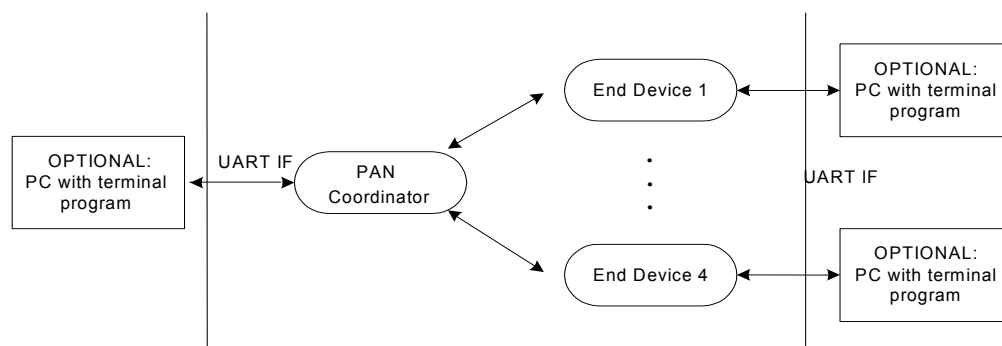 OPTIONAL:
PC with terminal
program
UART IF
PAN
Coordinator
End Device 1
.
.
.
End Device 4
OPTIONAL:
PC with terminal
program
UART IF
OPTIONAL:
PC with terminal
program